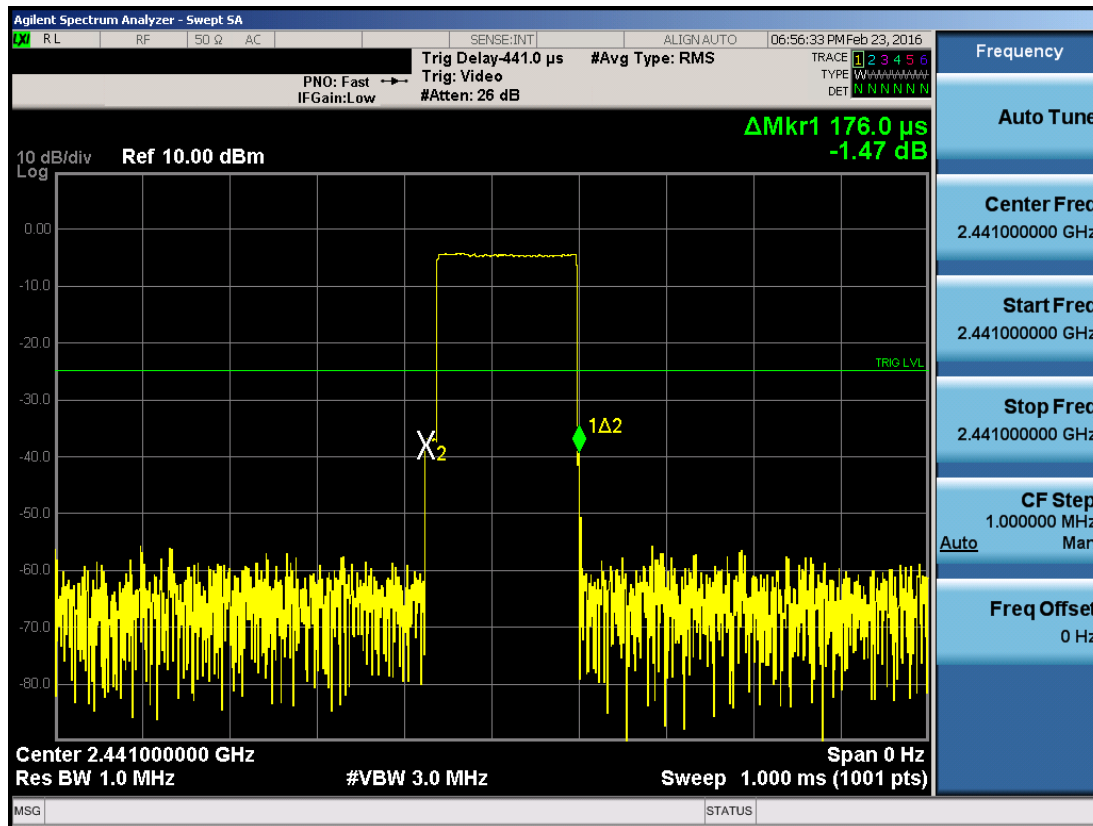 Agilent Spectrum Analyzer - Swept SA
LXI RL RF 50 Ω AC SENSE:INT ALIGNAUTO 06:56:33 PM Feb 23, 2016
Trig Delay-441.0 µs #Avg Type: RMS TRACE 1 2 3 4 5 6
PNO: Fast Trig: Video TYPE WWWWWW
IFGain:Low #Atten: 26 dB DET N N N N N N
ΔMkr1 176.0 µs
-1.47 dB
10 dB/div Ref 10.00 dBm
Log
0.00
-10.0
-20.0
TRIG LVL
-30.0
1Δ2
2
-40.0
-50.0
-60.0
-70.0
-80.0
Center 2.441000000 GHz Span 0 Hz
Res BW 1.0 MHz #VBW 3.0 MHz Sweep 1.000 ms (1001 pts)
MSG STATUS
Frequency
Auto Tune
Center Freq
2.441000000 GHz
Start Freq
2.441000000 GHz
Stop Freq
2.441000000 GHz
CF Step
1.000000 MHz
Auto Man
Freq Offset
0 Hz